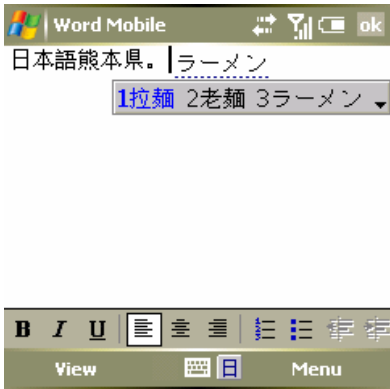 Word Mobile ok
日本語熊本県。ラーメン
1拉麺 2老麺 3ラーメン
B I U
View 日 Menu